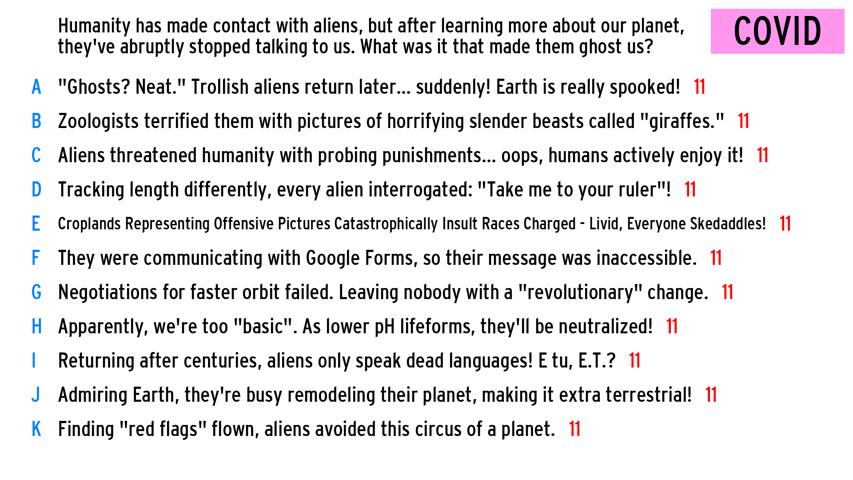 Humanity has made contact with aliens, but after learning more about our planet,
they've abruptly stopped talking to us. What was it that made them ghost us?
COVID
A "Ghosts? Neat." Trollish aliens return later... suddenly! Earth is really spooked! 11
B Zoologists terrified them with pictures of horrifying slender beasts called "giraffes." 11
C Aliens threatened humanity with probing punishments... oops, humans actively enjoy it! 11
D Tracking length differently, every alien interrogated: "Take me to your ruler"! 11
E Croplands Representing Offensive Pictures Catastrophically Insult Races Charged - Livid, Everyone Skedaddles! 11
F They were communicating with Google Forms, so their message was inaccessible. 11
G Negotiations for faster orbit failed. Leaving nobody with a "revolutionary" change. 11
H Apparently, we're too "basic". As lower pH lifeforms, they'll be neutralized! 11
I Returning after centuries, aliens only speak dead languages! E tu, E.T.? 11
J Admiring Earth, they're busy remodeling their planet, making it extra terrestrial! 11
K Finding "red flags" flown, aliens avoided this circus of a planet. 11